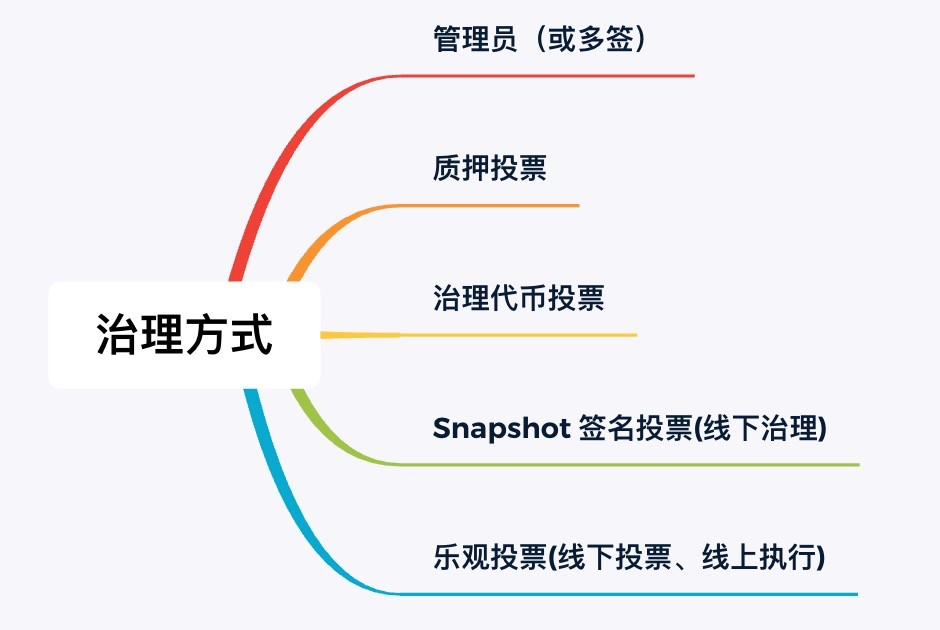 管理员（或多签）
质押投票
治理方式
治理代币投票
Snapshot 签名投票(线下治理)
乐观投票(线下投票、线上执行)